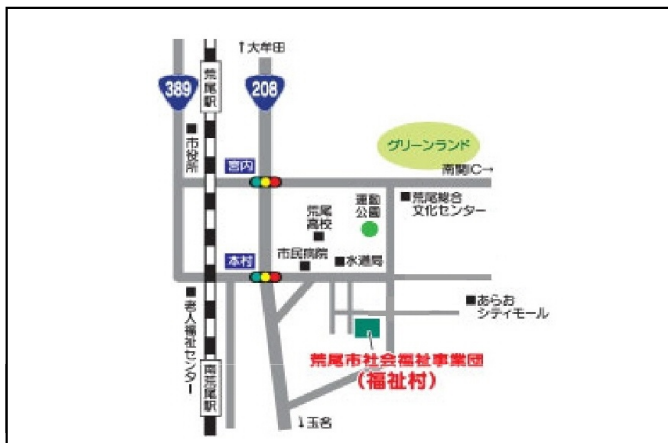 ↑大牟田
荒尾駅
389
208
グリーンランド
■市役所
宮内
南関IC→
荒尾
高校
運動
公園
■荒尾総合
文化センター
市民病院
■水道局
本村
■老人福祉センター
■あらお
シティモール
荒尾市社会福祉事業団
（福祉村）
南荒尾駅
↓玉名